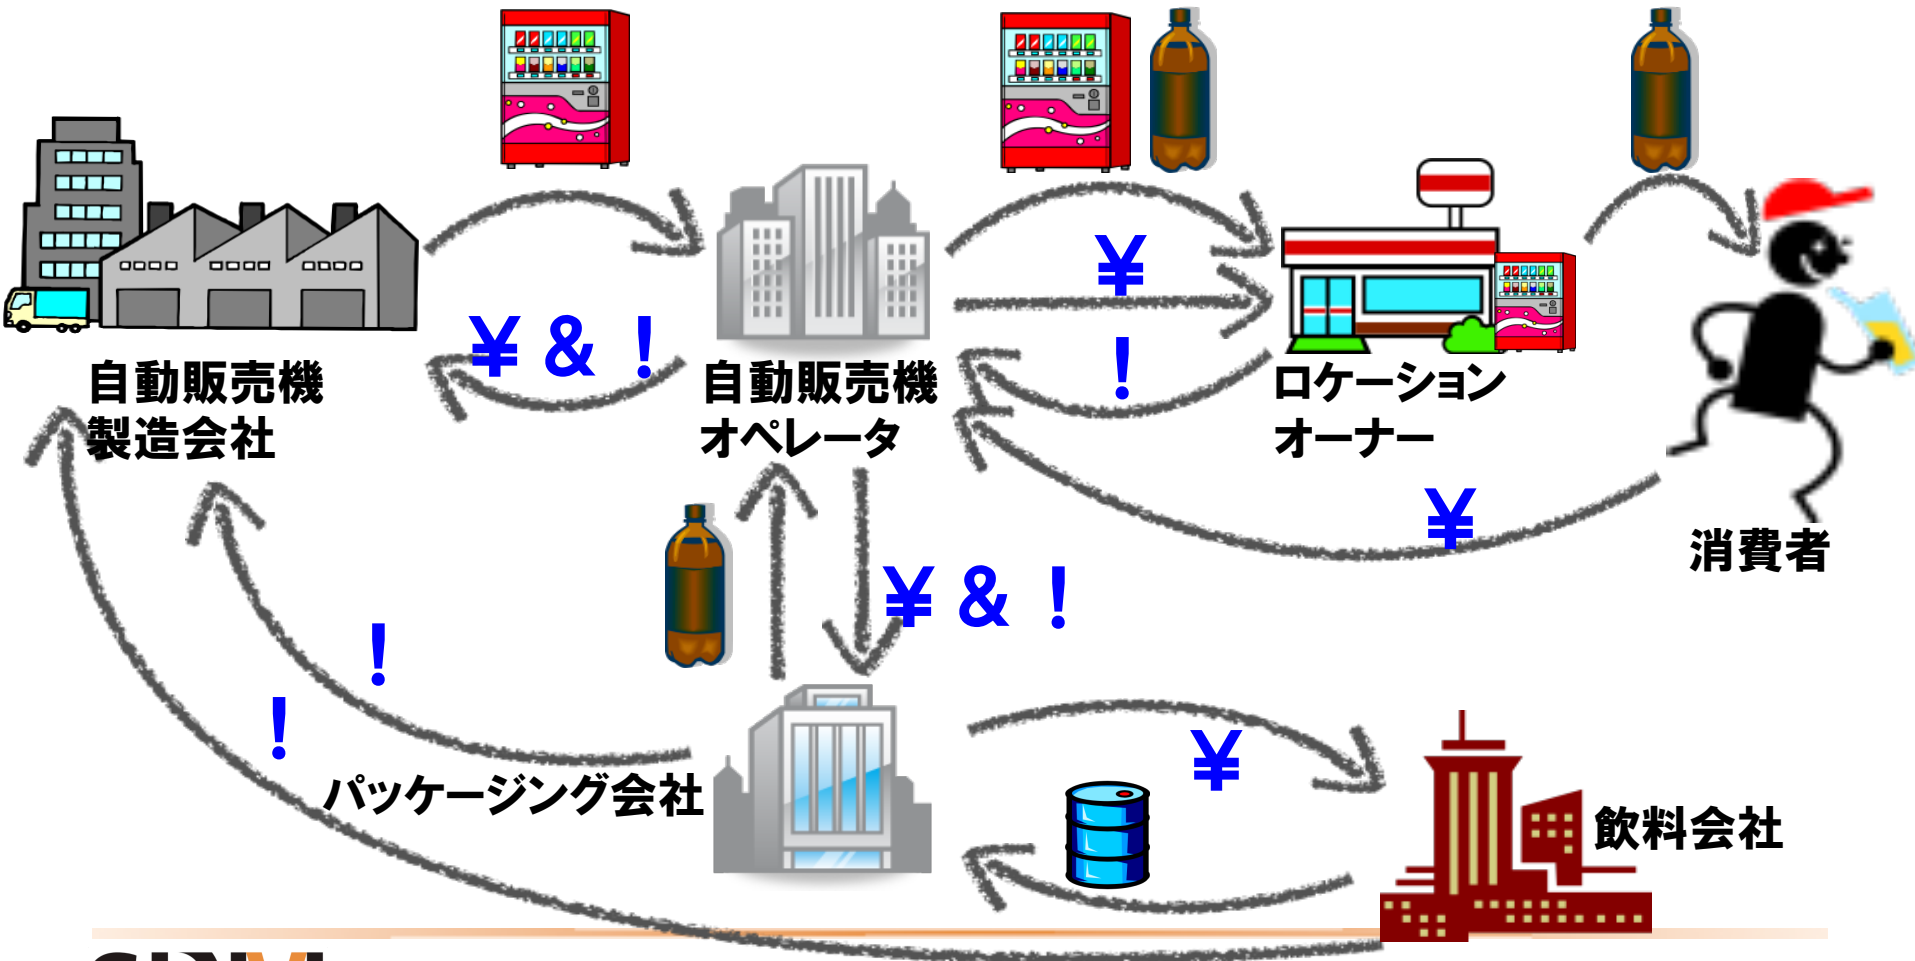 ¥
¥ & !
!
自動販売機
製造会社
自動販売機
オペレータ
ロケーション
オーナー
¥
消費者
¥ & !
!
!
¥
パッケージング会社
飲料会社